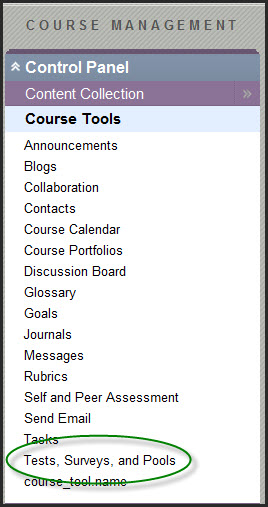 COURSE MANAGEMENT
Control Panel
Content Collection »
Course Tools
Announcements
Blogs
Collaboration
Contacts
Course Calendar
Course Portfolios
Discussion Board
Glossary
Goals
Journals
Messages
Rubrics
Self and Peer Assessment
Send Email
Tasks
Tests, Surveys, and Pools
course_tool.name